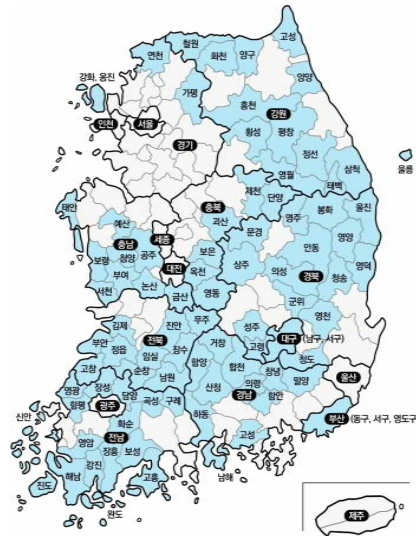 고성
철원
연천
화천
양구
양양
강화, 옹진
가평
홍천
강원
인천
서울
횡성
평창
경기
정선
삼척
울릉
영월
태백
제천
단양
태안
충북
봉화
울진
예산
괴산
영주
충남
세종
문경
안동
영양
보령
청양
공주
보은
상주
의성
경북
영덕
대전
옥천
청송
부여
논산
서천
금산
영동
군위
영천
김제
무주
성주
대구
(남구, 서구)
전북
진안
거창
고령
부안
정읍
임실
장수
청도
합천
창녕
고창
순창
함양
밀양
울산
남원
산청
의령
영광
장성
담양
경남
함안
함평
광주
곡성
구례
부산
(동구, 서구, 영도구)
신안
화순
하동
고성
전남
영암
장흥
보성
강진
해남
고흥
남해
진도
완도
제주